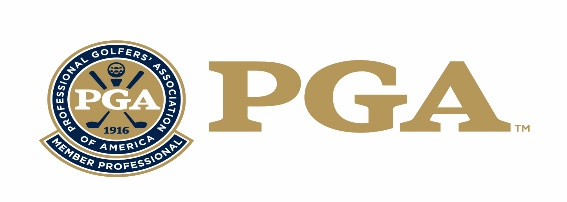 PROFESSIONAL GOLFERS' ASSOCIATION
OF AMERICA
PGA
1916
MEMBER PROFESSIONAL
PGA™